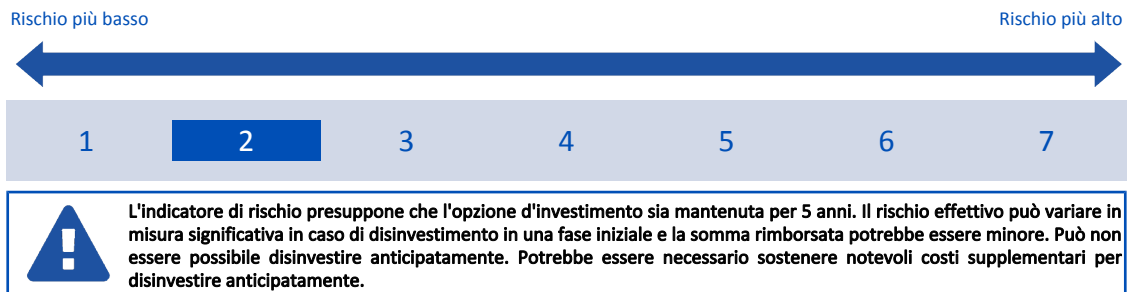 Rischio più basso Rischio più alto
1 2 3 4 5 6 7
L'indicatore di rischio presuppone che l'opzione d'investimento sia mantenuta per 5 anni. Il rischio effettivo può variare in
misura significativa in caso di disinvestimento in una fase iniziale e la somma rimborsata potrebbe essere minore. Può non
essere possibile disinvestire anticipatamente. Potrebbe essere necessario sostenere notevoli costi supplementari per
disinvestire anticipatamente.